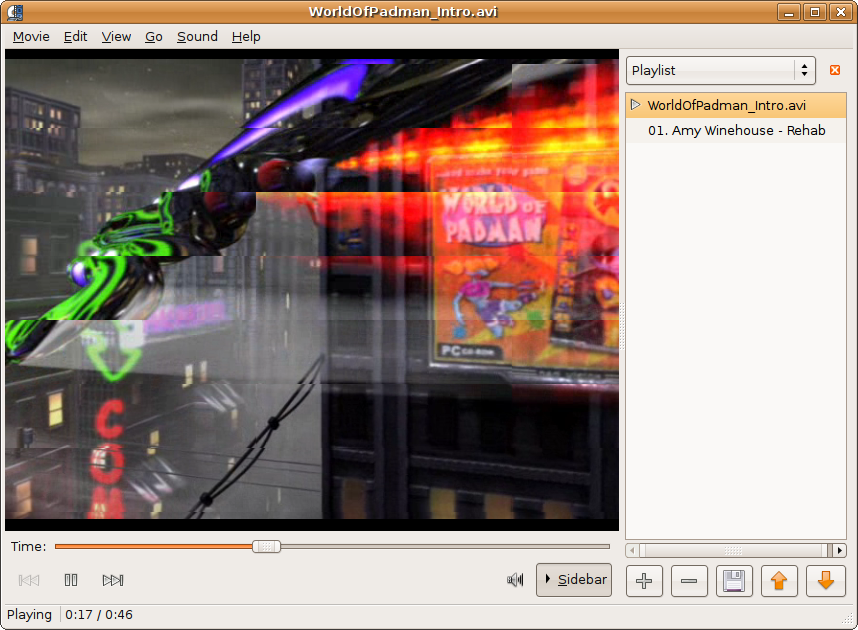 WorldOfPadman_Intro.avi
Movie Edit View Go Sound Help
Playlist
WorldOfPadman_Intro.avi
01. Amy Winehouse - Rehab
WORLD OF
PADMAN
PC CD-ROM
COM
Time:
Sidebar
Playing 0:17 / 0:46